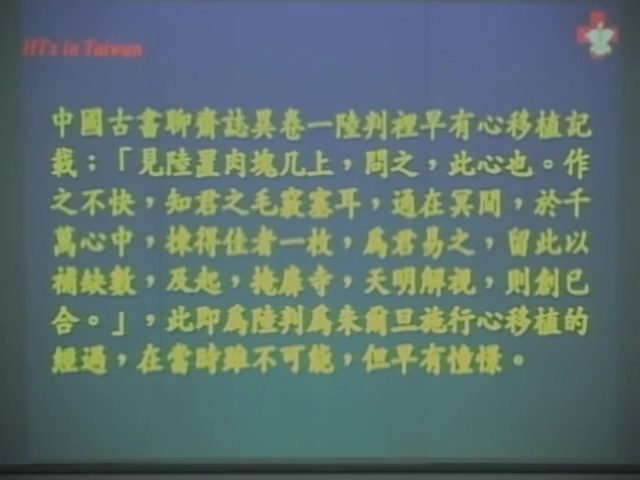 HTx in Taiwan
中國古書聊齋誌異卷一陸判裡早有心移植記
載；「見陸置肉塊几上，問之，此心也。作
之不快，知君之毛竅塞耳，適在冥間，於千
萬心中，揀得佳者一枚，為君易之，留此以
補缺數，及起，掩扉寺，天明解視，則創已
合。」，此即為陸判為朱爾旦施行心移植的
經過，在當時雖不可能，但早有憧憬。